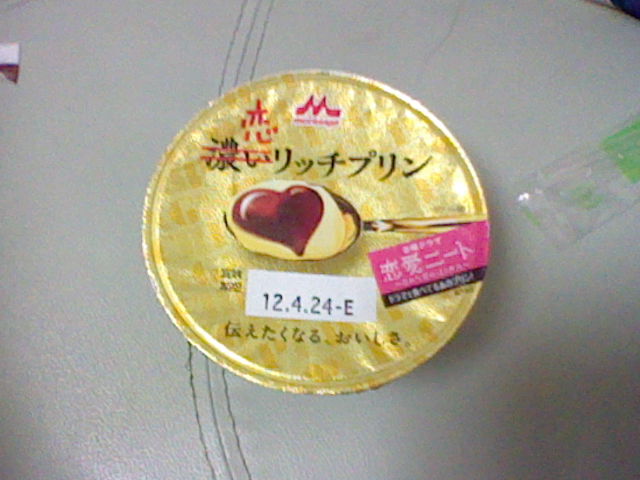 morinaga
恋
濃いリッチプリン
恋愛ニート
12.4.24-E
伝えたくなる、おいしさ。